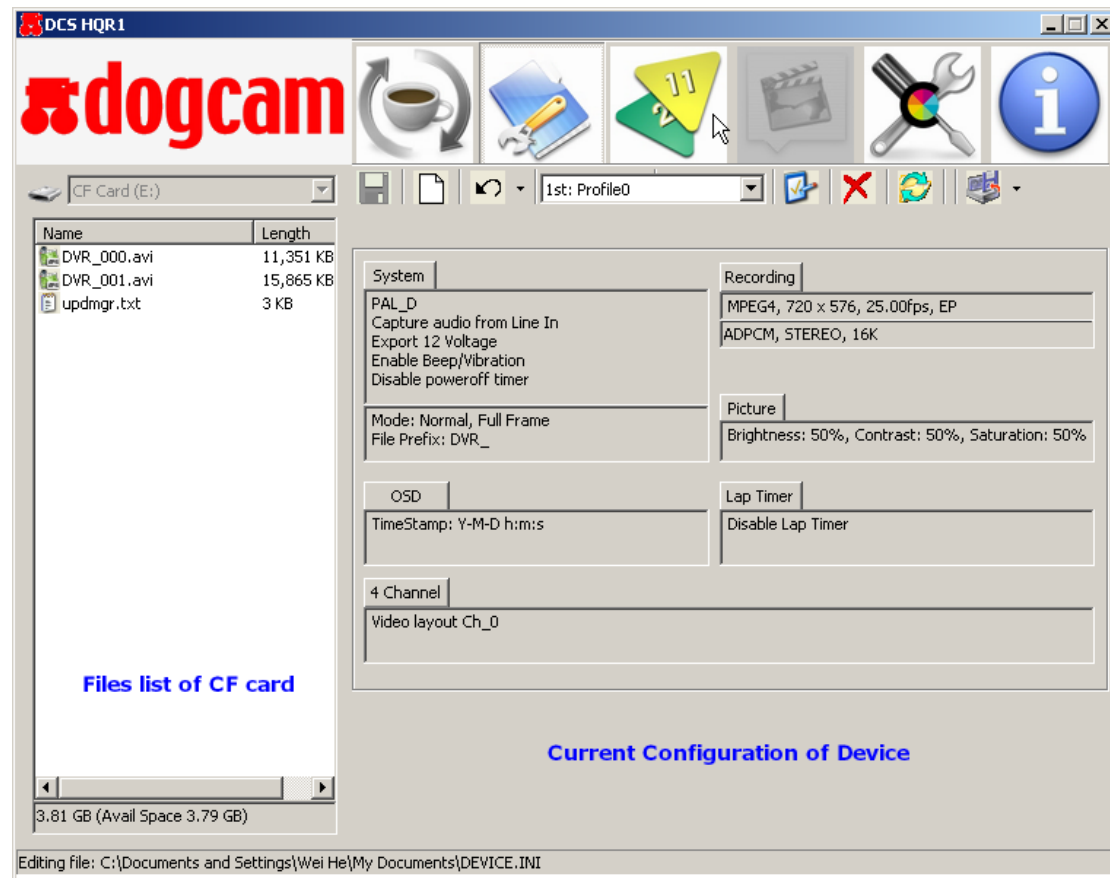 DCS HQR1
dogcam
11
2
i
CF Card (E:)
1st: Profile0
Name Length
DVR_000.avi 11,351 KB
DVR_001.avi 15,865 KB
updmgr.txt 3 KB
System
PAL_D
Capture audio from Line In
Export 12 Voltage
Enable Beep/Vibration
Disable poweroff timer
Mode: Normal, Full Frame
File Prefix: DVR_
Recording
MPEG4, 720 x 576, 25.00fps, EP
ADPCM, STEREO, 16K
Picture
Brightness: 50%, Contrast: 50%, Saturation: 50%
OSD
TimeStamp: Y-M-D h:m:s
Lap Timer
Disable Lap Timer
4 Channel
Video layout Ch_0
Files list of CF card
Current Configuration of Device
3.81 GB (Avail Space 3.79 GB)
Editing file: C:\Documents and Settings\Wei He\My Documents\DEVICE.INI